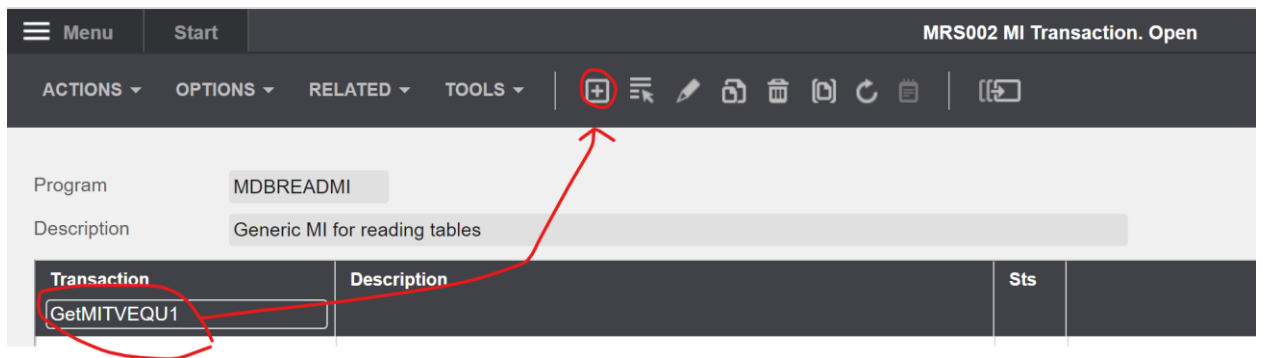 Menu Start MRS002 MI Transaction. Open
ACTIONS OPTIONS RELATED TOOLS
Program MDBREADMI
Description Generic MI for reading tables
Transaction Description Sts
GetMITVEQU1